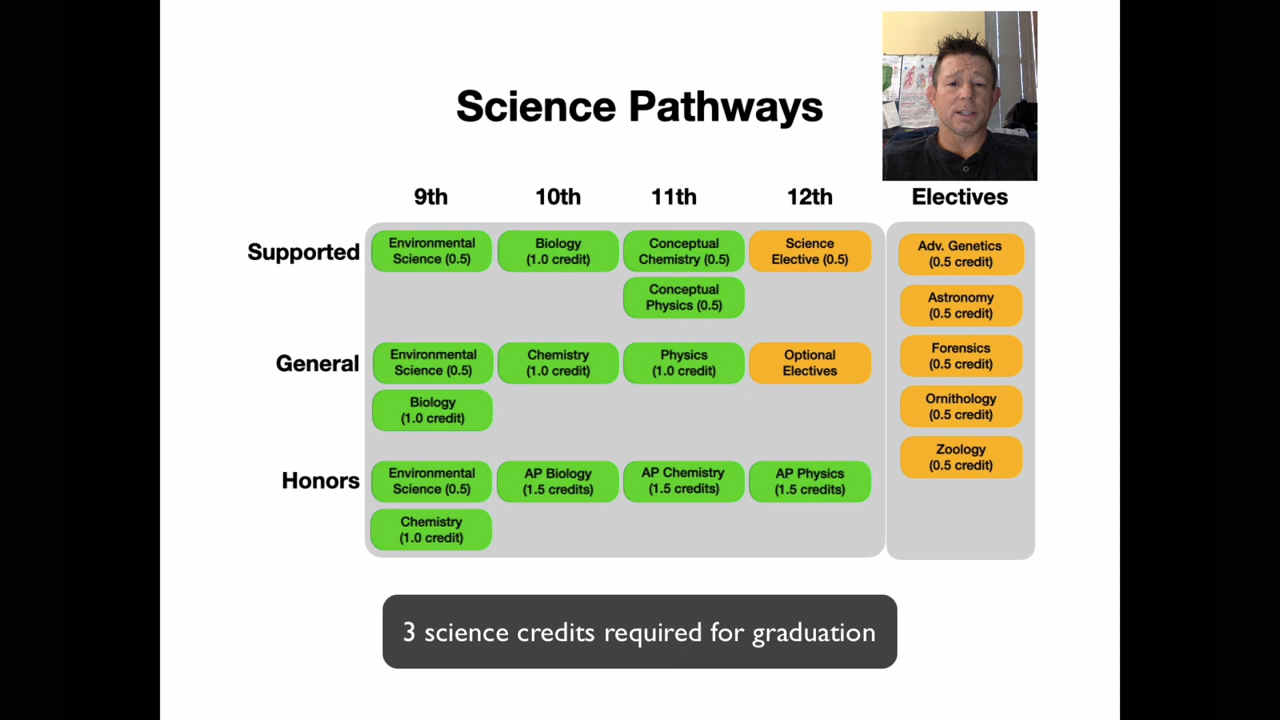 Science Pathways
9th
10th
11th
12th
Electives
Supported
Environmental
Science (0.5)
Biology
(1.0 credit)
Conceptual
Chemistry (0.5)
Conceptual
Physics (0.5)
Science
Elective (0.5)
General
Environmental
Science (0.5)
Biology
(1.0 credit)
Chemistry
(1.0 credit)
Physics
(1.0 credit)
Optional
Electives
Honors
Environmental
Science (0.5)
Chemistry
(1.0 credit)
AP Biology
(1.5 credits)
AP Chemistry
(1.5 credits)
AP Physics
(1.5 credits)
Adv. Genetics
(0.5 credit)
Astronomy
(0.5 credit)
Forensics
(0.5 credit)
Ornithology
(0.5 credit)
Zoology
(0.5 credit)
3 science credits required for graduation